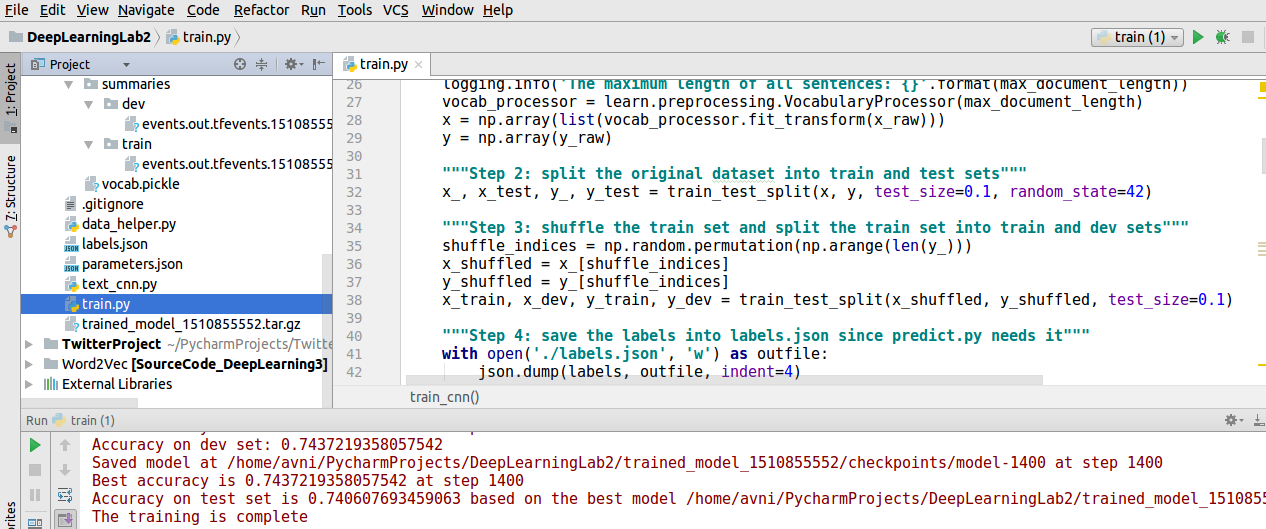 File Edit View Navigate Code Refactor Run Tools VCS Window Help
DeepLearningLab2 train.py train (1)
1: Project
7: Structure
Project
summaries
dev
events.out.tfevents.15108555
train
events.out.tfevents.15108555
vocab.pickle
.gitignore
data_helper.py
labels.json
parameters.json
text_cnn.py
train.py
trained_model_1510855552.tar.gz
TwitterProject ~/PycharmProjects/Twitte
Word2Vec [SourceCode_DeepLearning3]
External Libraries
train.py
26 logging.info('The maximum length of all sentences: {}'.format(max_document_length))
27 vocab_processor = learn.preprocessing.VocabularyProcessor(max_document_length)
28 x = np.array(list(vocab_processor.fit_transform(x_raw)))
29 y = np.array(y_raw)
30
31 """Step 2: split the original dataset into train and test sets"""
32 x_, x_test, y_, y_test = train_test_split(x, y, test_size=0.1, random_state=42)
33
34 """Step 3: shuffle the train set and split the train set into train and dev sets"""
35 shuffle_indices = np.random.permutation(np.arange(len(y_)))
36 x_shuffled = x_[shuffle_indices]
37 y_shuffled = y_[shuffle_indices]
38 x_train, x_dev, y_train, y_dev = train_test_split(x_shuffled, y_shuffled, test_size=0.1)
39
40 """Step 4: save the labels into labels.json since predict.py needs it"""
41 with open('./labels.json', 'w') as outfile:
42 json.dump(labels, outfile, indent=4)
train_cnn()
Run train (1)
Accuracy on dev set: 0.7437219358057542
Saved model at /home/avni/PycharmProjects/DeepLearningLab2/trained_model_1510855552/checkpoints/model-1400 at step 1400
Best accuracy is 0.7437219358057542 at step 1400
Accuracy on test set is 0.740607693459063 based on the best model /home/avni/PycharmProjects/DeepLearningLab2/trained_model_151085
The training is complete